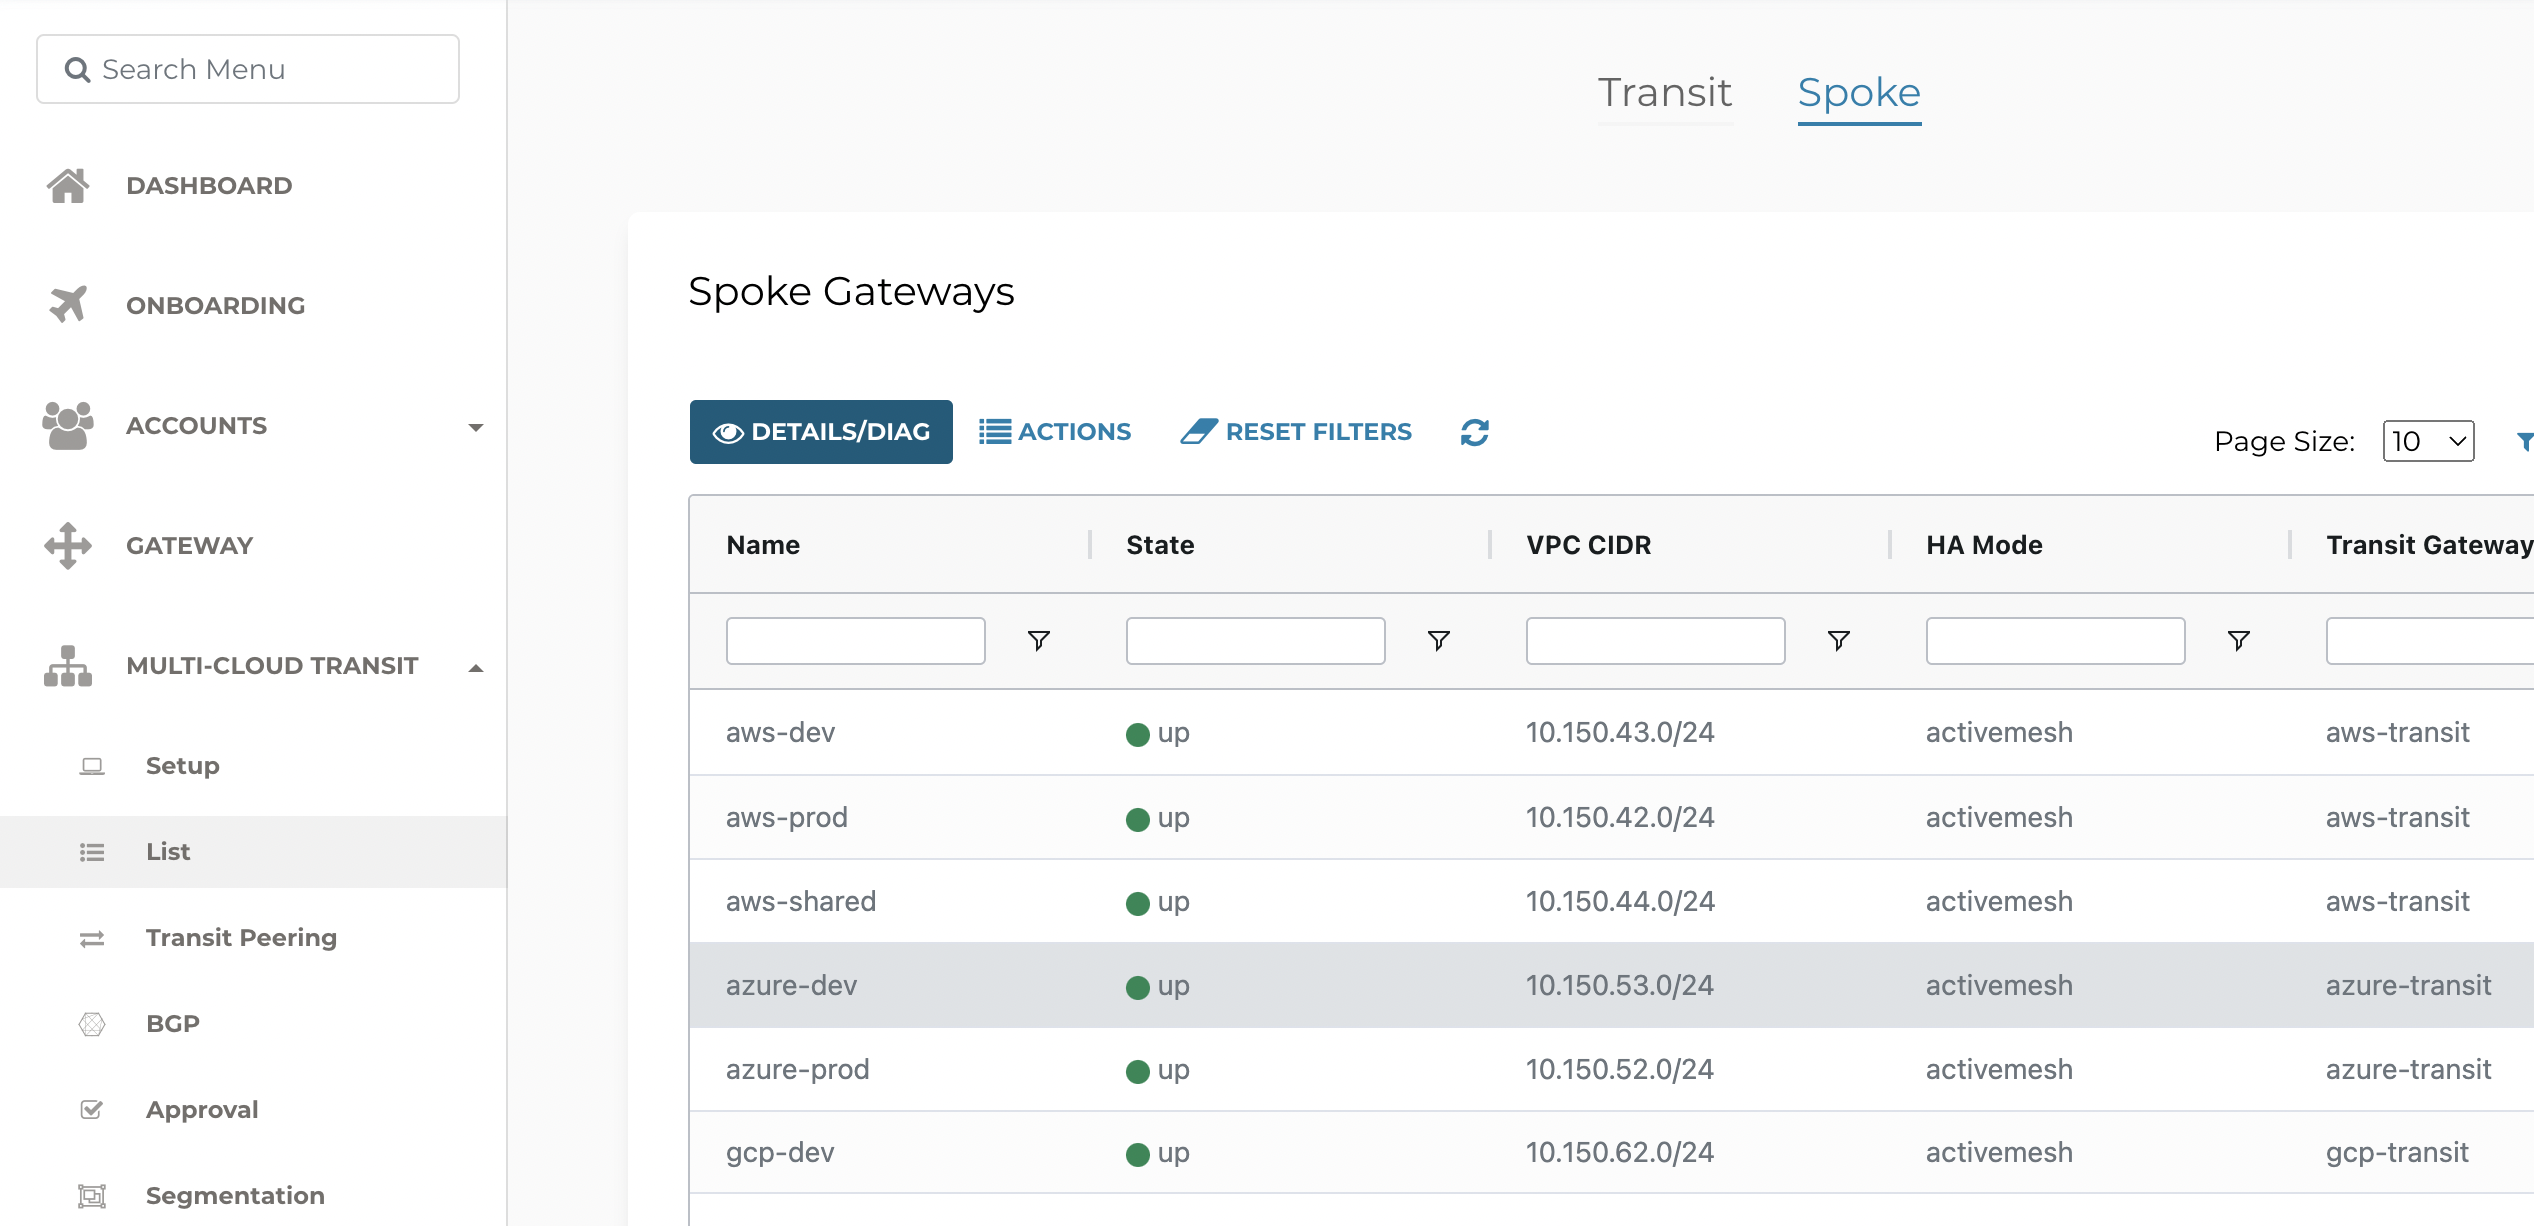 Search Menu
DASHBOARD
ONBOARDING
ACCOUNTS
GATEWAY
MULTI-CLOUD TRANSIT
Setup
List
Transit Peering
BGP
Approval
Segmentation
Transit Spoke
Spoke Gateways
DETAILS/DIAG ACTIONS RESET FILTERS Page Size: 10
Name State VPC CIDR HA Mode Transit Gateway
aws-dev up 10.150.43.0/24 activemesh aws-transit
aws-prod up 10.150.42.0/24 activemesh aws-transit
aws-shared up 10.150.44.0/24 activemesh aws-transit
azure-dev up 10.150.53.0/24 activemesh azure-transit
azure-prod up 10.150.52.0/24 activemesh azure-transit
gcp-dev up 10.150.62.0/24 activemesh gcp-transit